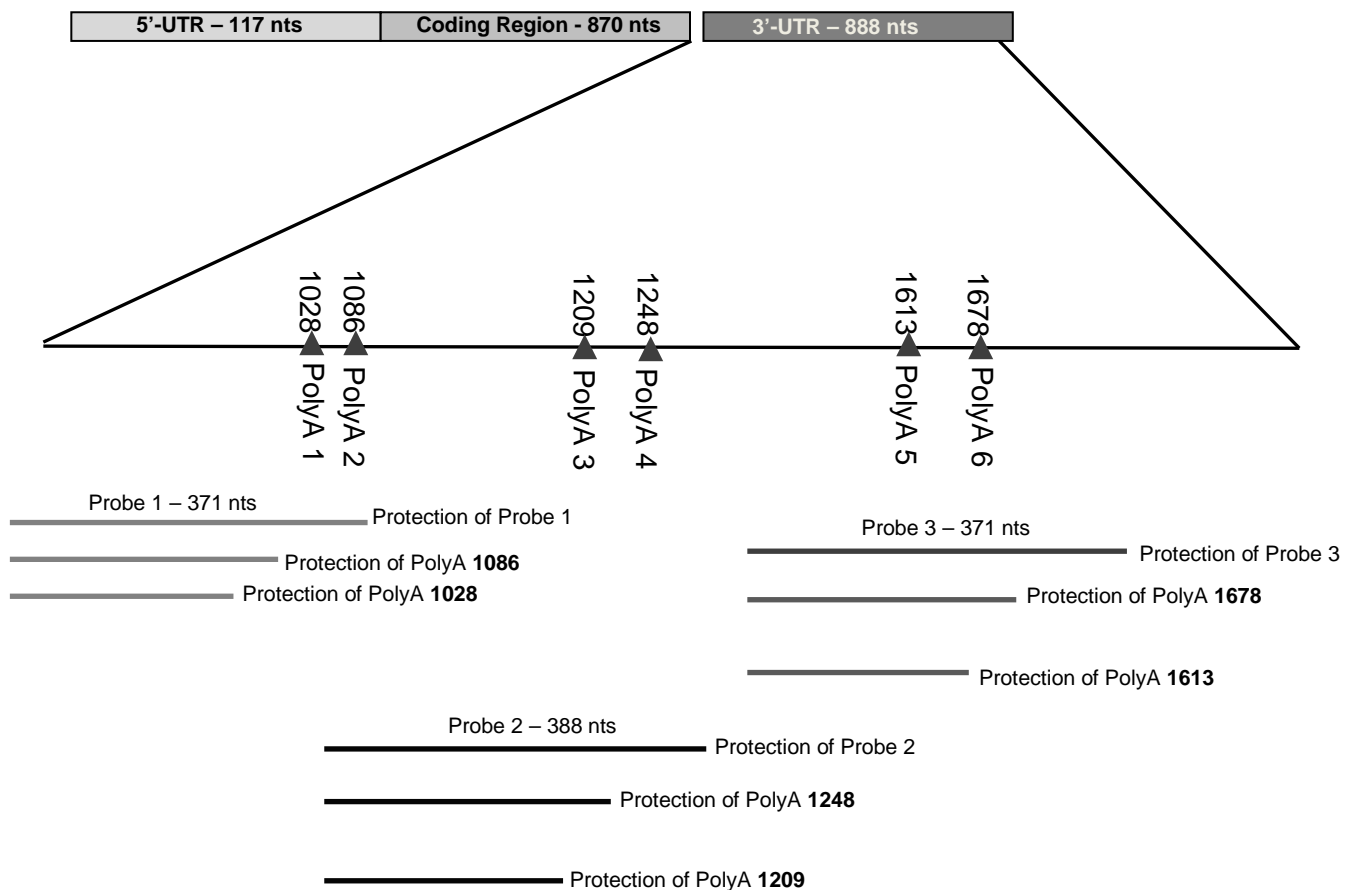 5’-UTR – 117 nts
Coding Region - 870 nts
3’-UTR – 888 nts
1028
1086
1209
1248
1613
1678
PolyA 1
PolyA 2
PolyA 3
PolyA 4
PolyA 5
PolyA 6
Probe 1 – 371 nts
Protection of Probe 1
Protection of PolyA 1086
Protection of PolyA 1028
Probe 3 – 371 nts
Protection of Probe 3
Protection of PolyA 1678
Protection of PolyA 1613
Probe 2 – 388 nts
Protection of Probe 2
Protection of PolyA 1248
Protection of PolyA 1209